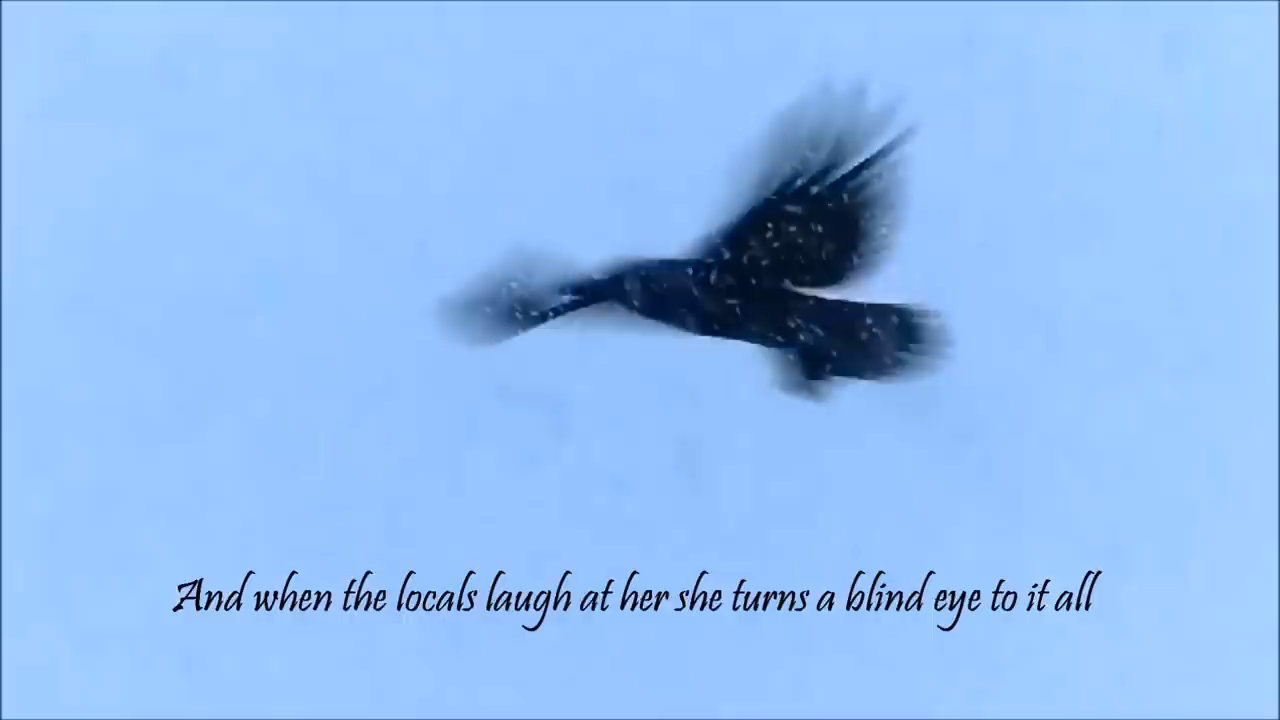 And when the locals laugh at her she turns a blind eye to it all